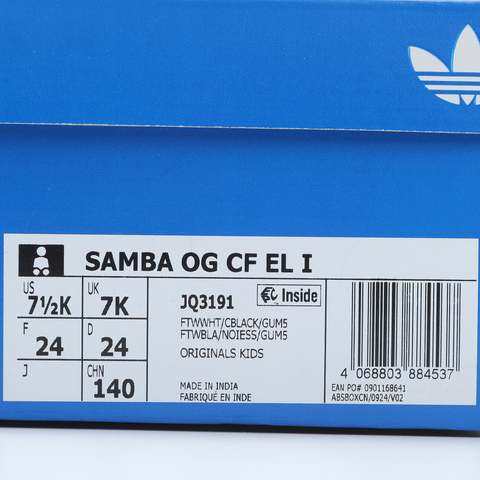 SAMBA OG CF EL I
US
7½K
UK
7K
F
24
D
24
J
CHN
140
JQ3191
Inside
FTWWHT/CBLACK/GUM5
FTWBLA/NOIESS/GUM5
ORIGINALS KIDS
MADE IN INDIA
FABRIQUÉ EN INDE
4 068803 884537
EAN PO# 0901168641
ABSBOXCN/0924/V02